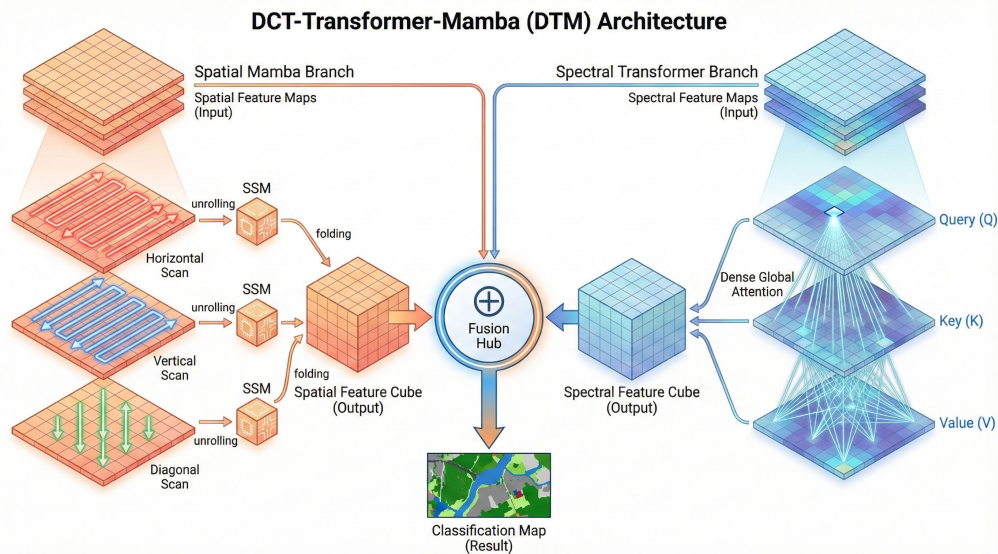 DCT-Transformer-Mamba (DTM) Architecture
Spatial Mamba Branch
Spatial Feature Maps
(Input)
Spectral Transformer Branch
Spectral Feature Maps
(Input)
unrolling
SSM
folding
Horizontal
Scan
unrolling
SSM
Vertical
Scan
folding
unrolling
SSM
Diagonal
Scan
Spatial Feature Cube
(Output)
Fusion
Hub
Spectral Feature Cube
(Output)
Dense Global
Attention
Query (Q)
Key (K)
Value (V)
Classification Map
(Result)